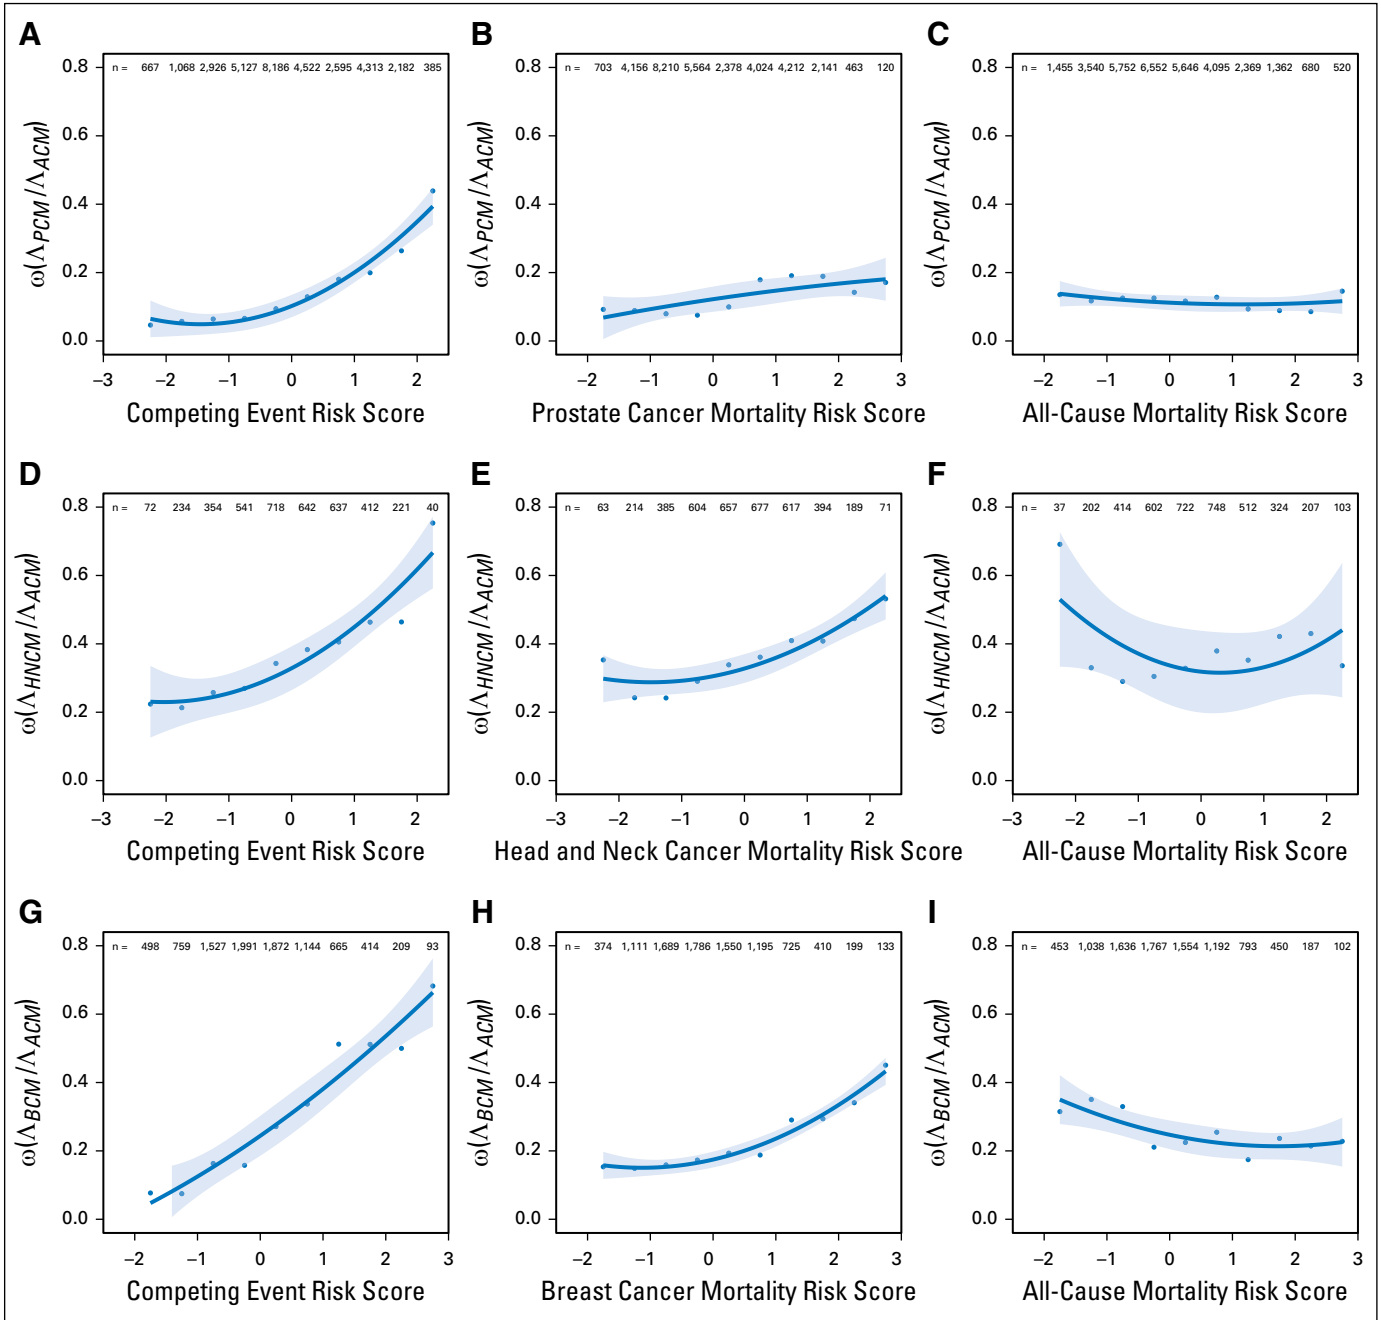 A
n = 667 1,068 2,926 5,127 8,186 4,522 2,595 4,313 2,182 385
0.8
0.6
0.4
0.2
0.0
ω(Λ_PCM/Λ_ACM)
−3 −2 −1 0 1 2
Competing Event Risk Score
B
n = 703 4,156 8,210 5,564 2,378 4,024 4,212 2,141 463 120
0.8
0.6
0.4
0.2
0.0
ω(Λ_PCM/Λ_ACM)
−2 −1 0 1 2 3
Prostate Cancer Mortality Risk Score
C
n = 1,455 3,540 5,752 6,552 5,646 4,095 2,369 1,362 680 520
0.8
0.6
0.4
0.2
0.0
ω(Λ_PCM/Λ_ACM)
−2 −1 0 1 2 3
All-Cause Mortality Risk Score
D
n = 72 234 354 541 718 642 637 412 221 40
0.8
0.6
0.4
0.2
0.0
ω(Λ_HNCM/Λ_ACM)
−3 −2 −1 0 1 2
Competing Event Risk Score
E
n = 63 214 385 604 657 677 617 394 189 71
0.8
0.6
0.4
0.2
0.0
ω(Λ_HNCM/Λ_ACM)
−3 −2 −1 0 1 2
Head and Neck Cancer Mortality Risk Score
F
n = 37 202 414 602 722 748 512 324 207 103
0.8
0.6
0.4
0.2
0.0
ω(Λ_HNCM/Λ_ACM)
−3 −2 −1 0 1 2
All-Cause Mortality Risk Score
G
n = 498 759 1,527 1,991 1,872 1,144 665 414 209 93
0.8
0.6
0.4
0.2
0.0
ω(Λ_BCM/Λ_ACM)
−2 −1 0 1 2 3
Competing Event Risk Score
H
n = 374 1,111 1,689 1,786 1,550 1,195 725 410 199 133
0.8
0.6
0.4
0.2
0.0
ω(Λ_BCM/Λ_ACM)
−2 −1 0 1 2 3
Breast Cancer Mortality Risk Score
I
n = 453 1,038 1,636 1,767 1,554 1,192 793 450 187 102
0.8
0.6
0.4
0.2
0.0
ω(Λ_BCM/Λ_ACM)
−2 −1 0 1 2 3
All-Cause Mortality Risk Score